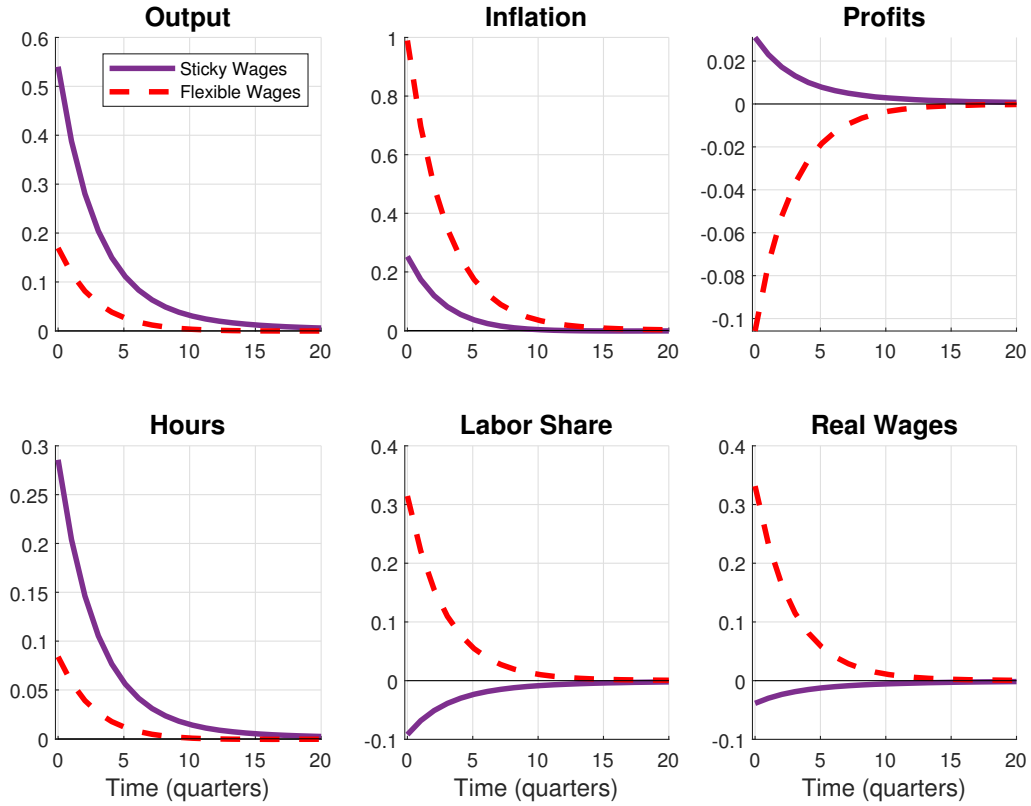 Output
0.6
0.5
0.4
0.3
0.2
0.1
0
0 5 10 15 20
Sticky Wages
Flexible Wages
Inflation
1
0.8
0.6
0.4
0.2
0
0 5 10 15 20
Profits
0.02
0
-0.02
-0.04
-0.06
-0.08
-0.1
0 5 10 15 20
Hours
0.3
0.25
0.2
0.15
0.1
0.05
0
0 5 10 15 20
Time (quarters)
Labor Share
0.4
0.3
0.2
0.1
0
-0.1
0 5 10 15 20
Time (quarters)
Real Wages
0.4
0.3
0.2
0.1
0
-0.1
0 5 10 15 20
Time (quarters)